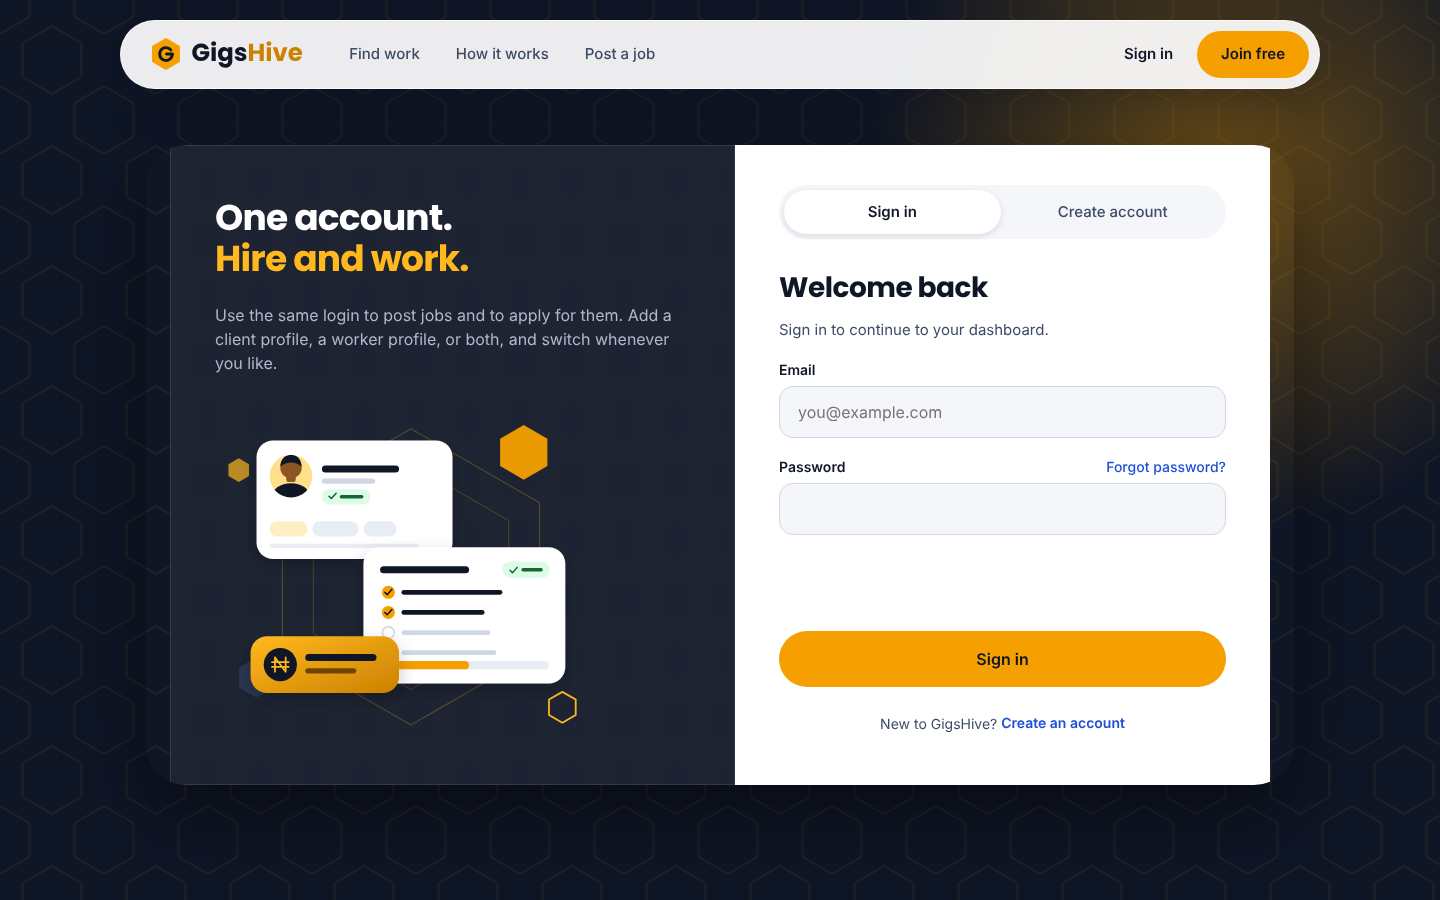 GigsHive
Find work
How it works
Post a job
Sign in
Join free
One account.
Hire and work.
Use the same login to post jobs and to apply for them. Add a
client profile, a worker profile, or both, and switch whenever
you like.
Sign in
Create account
Welcome back
Sign in to continue to your dashboard.
Email
you@example.com
Password
Forgot password?
Sign in
New to GigsHive? Create an account